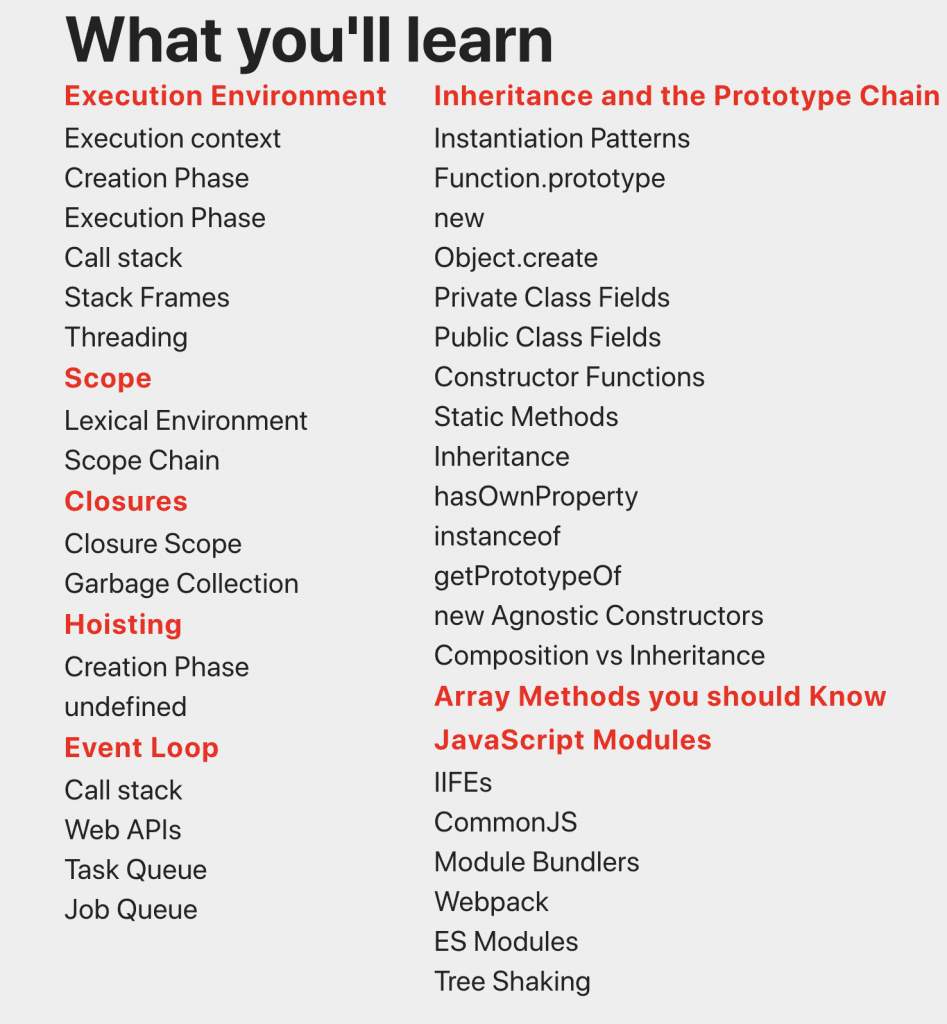 What you'll learn
Execution Environment
Execution context
Creation Phase
Execution Phase
Call stack
Stack Frames
Threading
Scope
Lexical Environment
Scope Chain
Closures
Closure Scope
Garbage Collection
Hoisting
Creation Phase
undefined
Event Loop
Call stack
Web APIs
Task Queue
Job Queue
Inheritance and the Prototype Chain
Instantiation Patterns
Function.prototype
new
Object.create
Private Class Fields
Public Class Fields
Constructor Functions
Static Methods
Inheritance
hasOwnProperty
instanceof
getPrototypeOf
new Agnostic Constructors
Composition vs Inheritance
Array Methods you should Know
JavaScript Modules
IIFEs
CommonJS
Module Bundlers
Webpack
ES Modules
Tree Shaking